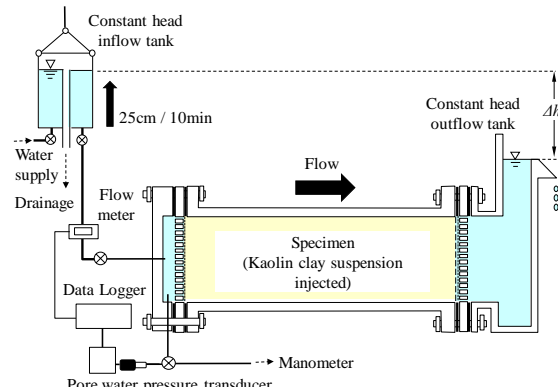 Constant head
inflow tank
25cm / 10min
Δh
Constant head
outflow tank
Water
supply
Flow
Drainage
Flow
meter
Specimen
(Kaolin clay suspension
injected)
Data Logger
Manometer
Pore water pressure transducer